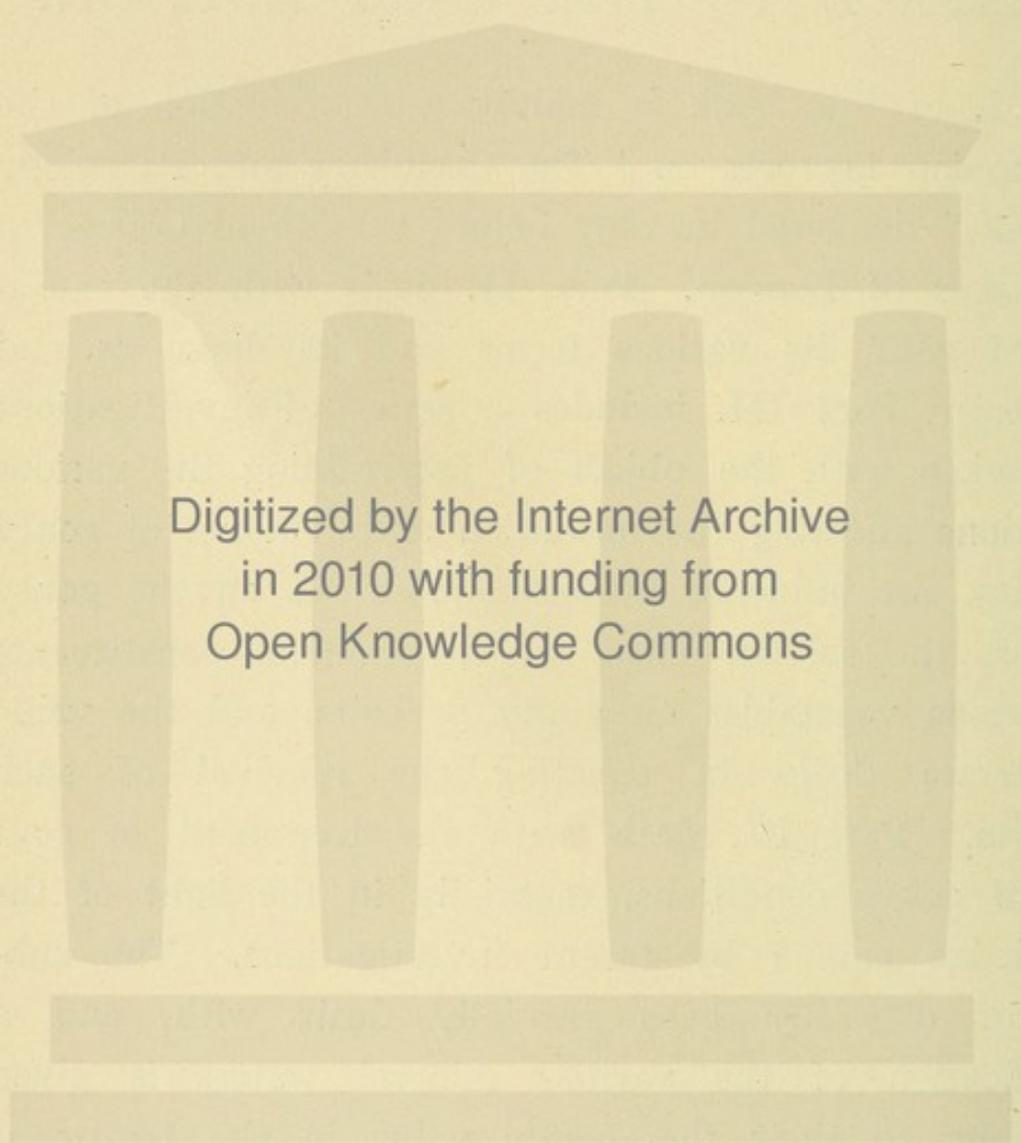 Digitized by the Internet Archive
in 2010 with funding from
Open Knowledge Commons